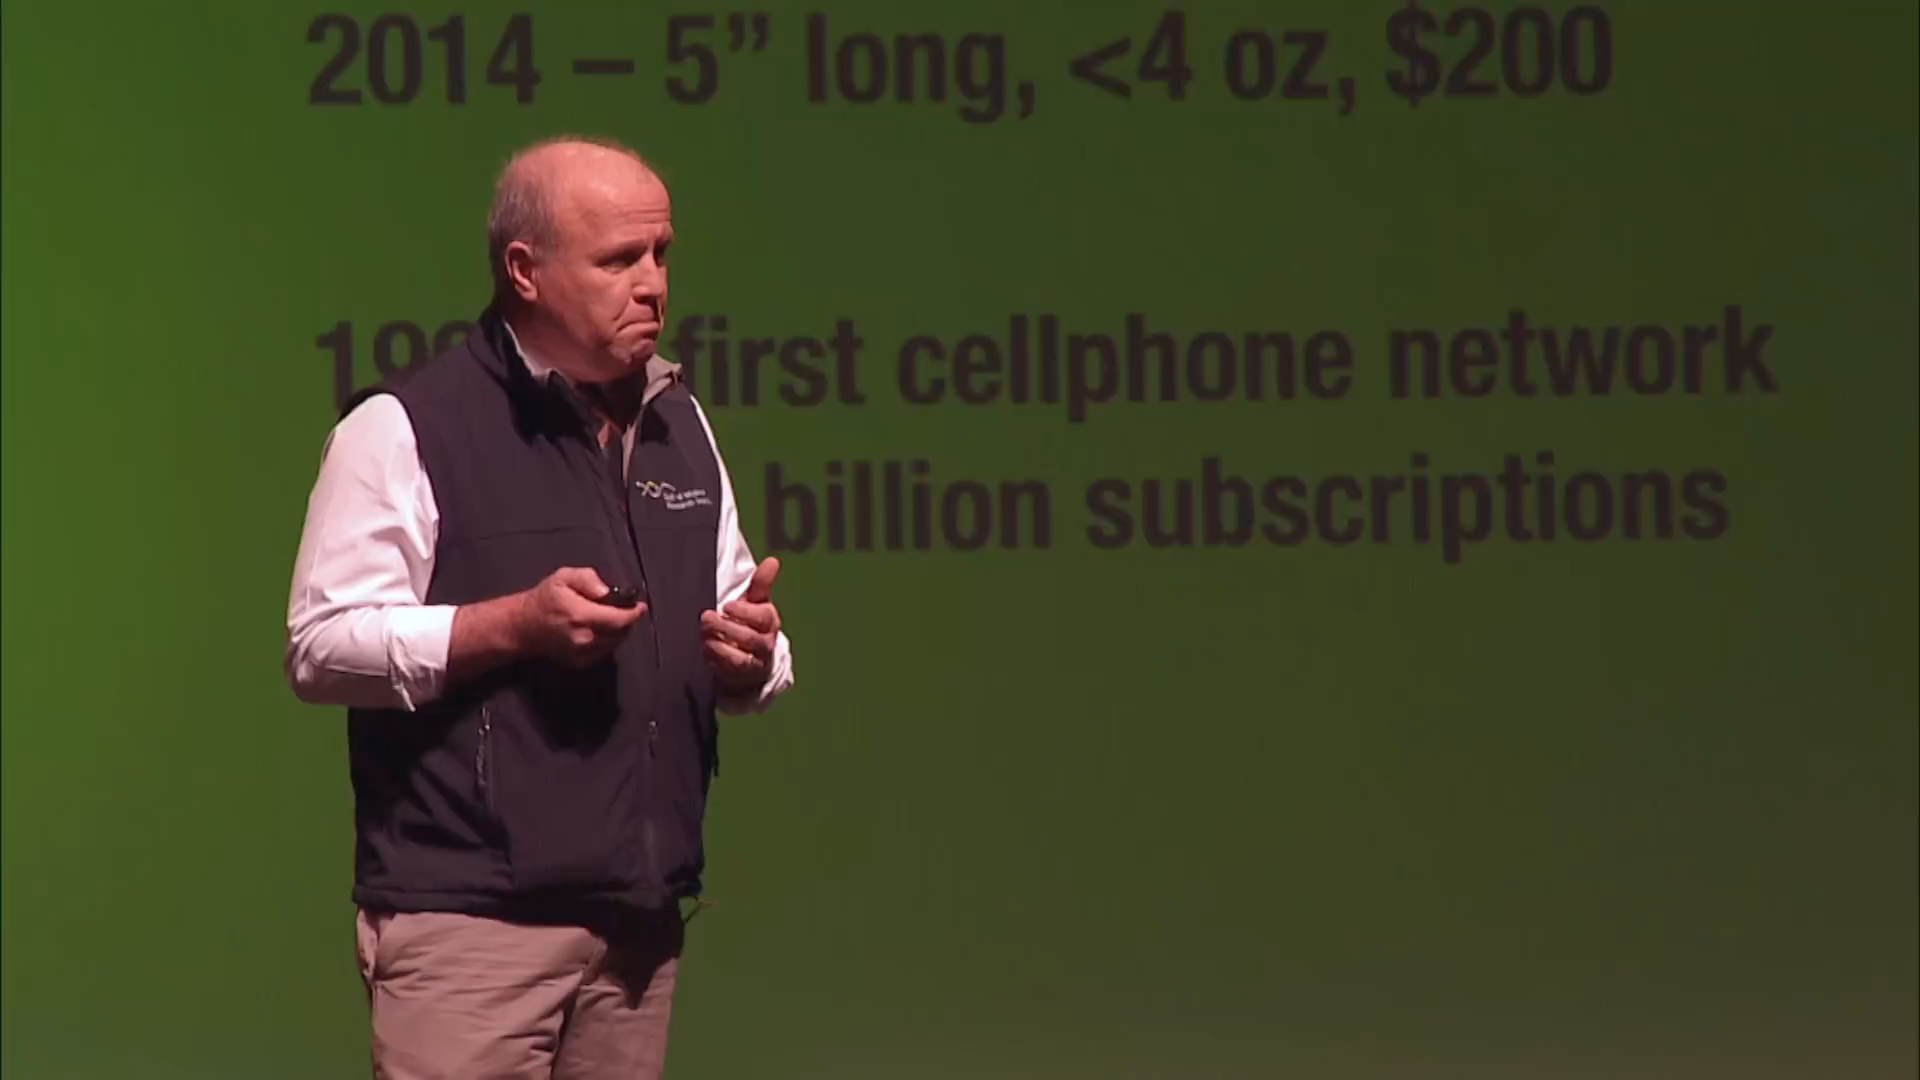 2014 – 5” long, <4 oz, $200
first cellphone network
billion subscriptions